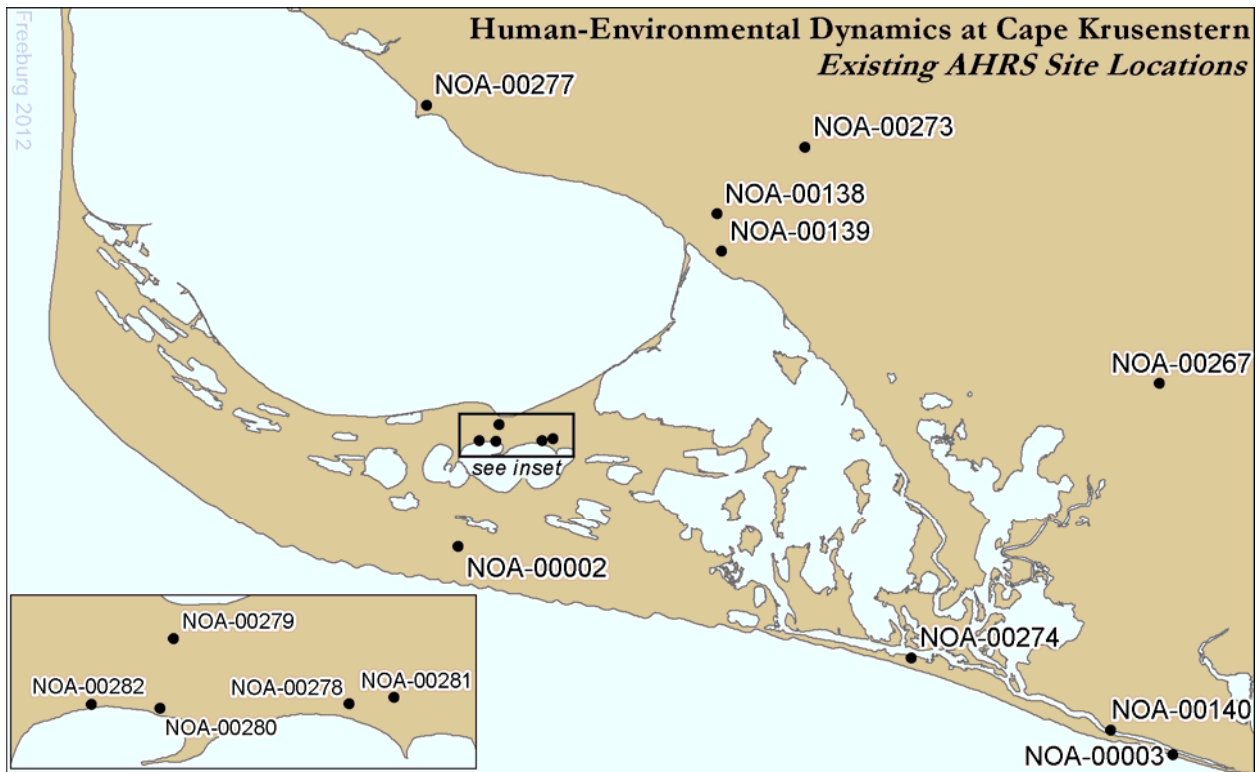 Human-Environmental Dynamics at Cape Krusenstern
Existing AHRS Site Locations
Freeburg 2012
NOA-00277
NOA-00273
NOA-00138
NOA-00139
NOA-00267
see inset
NOA-00002
NOA-00274
NOA-00140
NOA-00003
NOA-00279
NOA-00282
NOA-00278
NOA-00281
NOA-00280